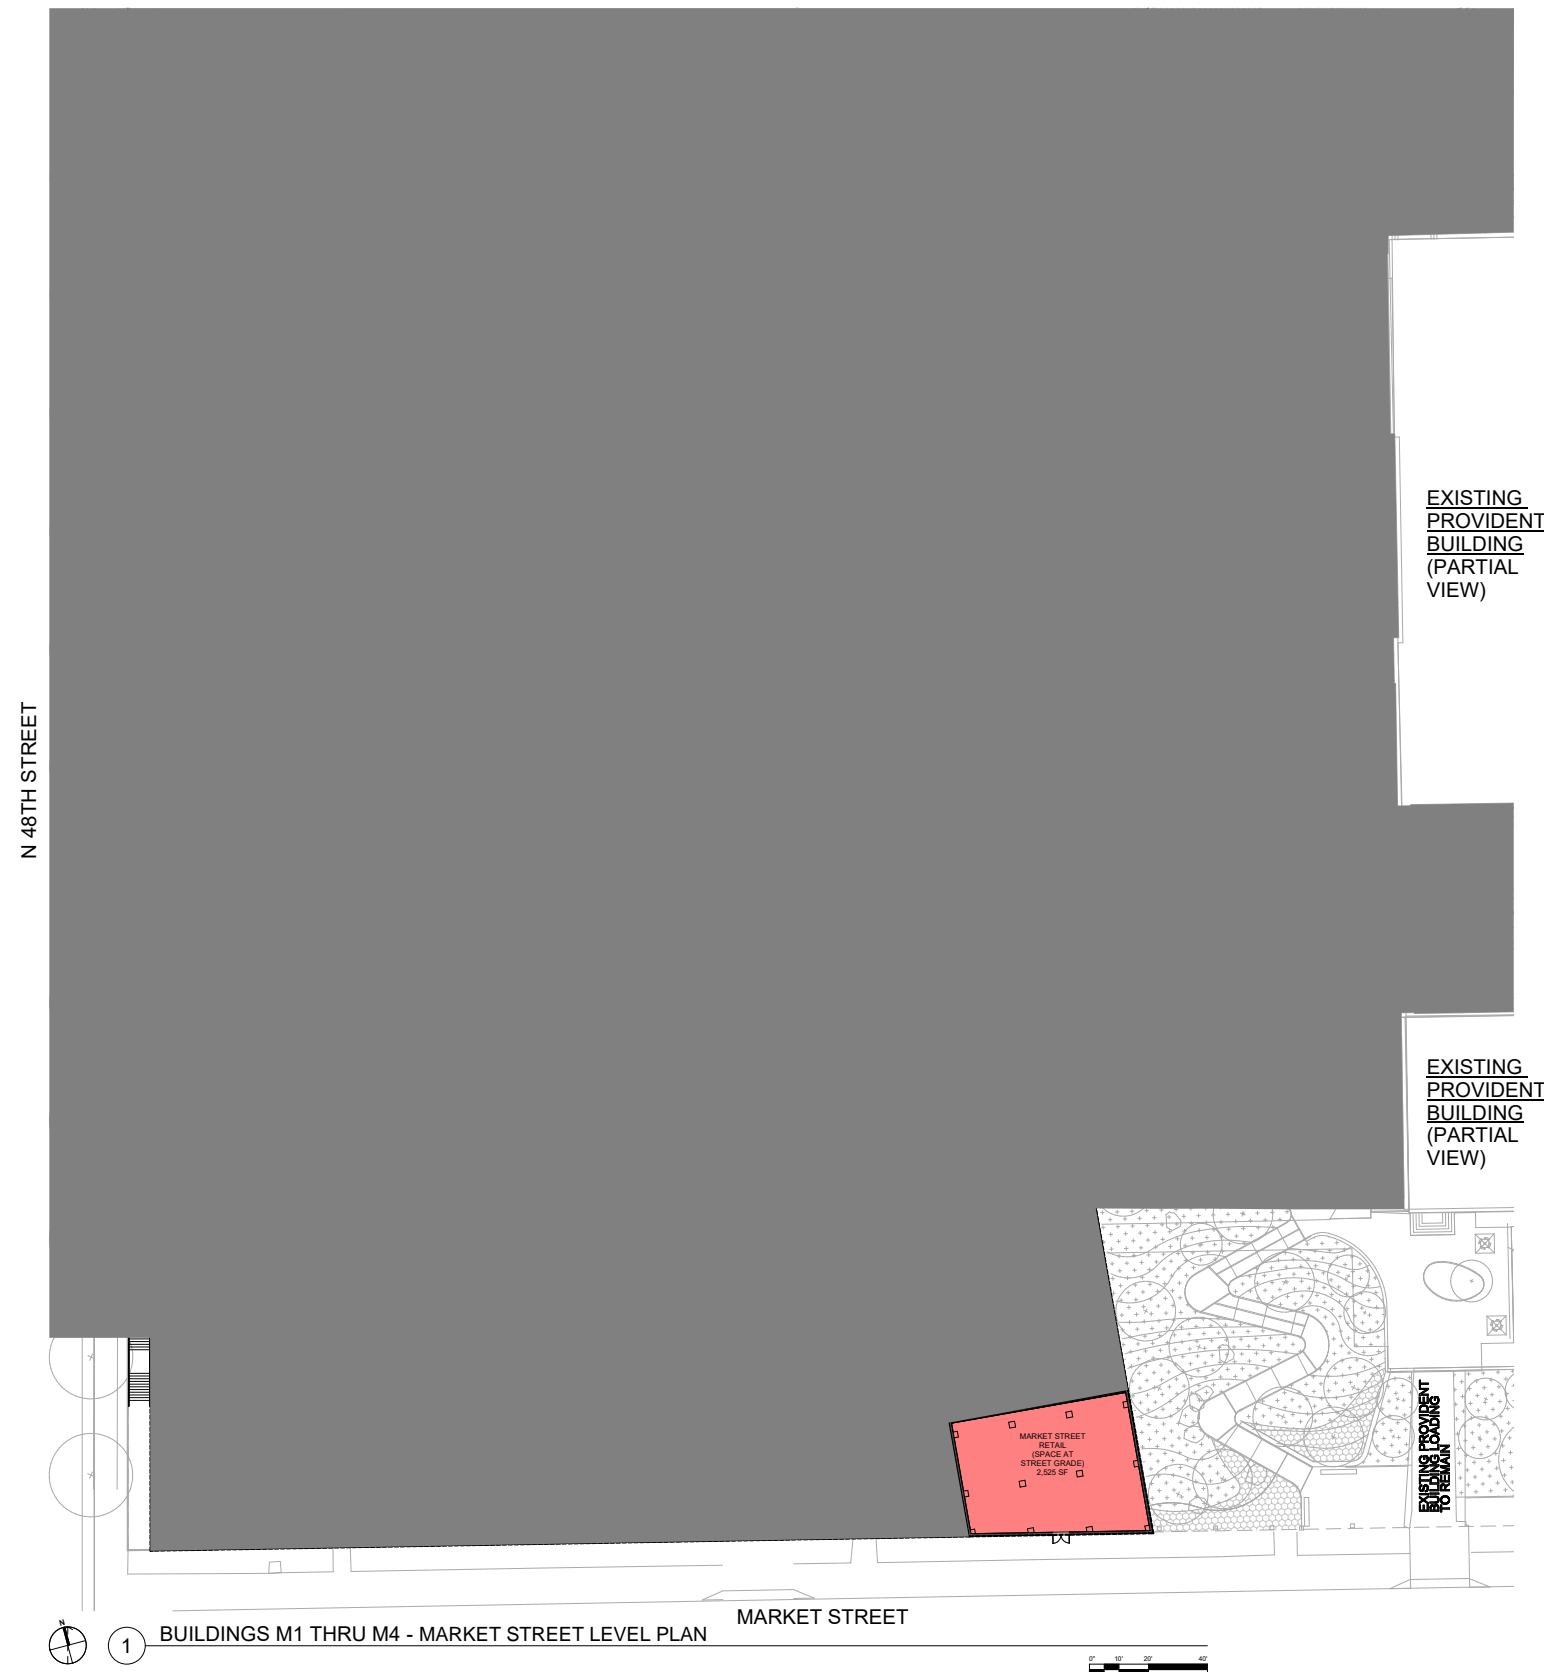 EXISTING
PROVIDENT
BUILDING
(PARTIAL
VIEW)
N 48TH STREET
EXISTING
PROVIDENT
BUILDING
(PARTIAL
VIEW)
MARKET STREET
RETAIL
(SPACE AT
STREET GRADE)
2,525 SF
EXISTING PROVIDENT
BUILDING LOADING
TO REMAIN
MARKET STREET
N
1
BUILDINGS M1 THRU M4 - MARKET STREET LEVEL PLAN
0" 10' 20' 40'